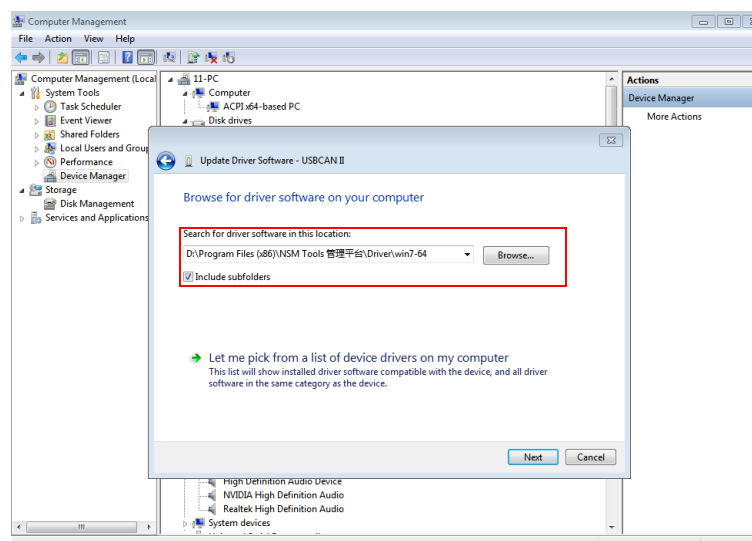 Computer Management
File Action View Help
Computer Management (Local
System Tools
Task Scheduler
Event Viewer
Shared Folders
Local Users and Group
Performance
Device Manager
Storage
Disk Management
Services and Applications
11-PC
Computer
ACPI x64-based PC
Disk drives
Actions
Device Manager
More Actions
Update Driver Software - USBCAN II
Browse for driver software on your computer
Search for driver software in this location:
D:\Program Files (x86)\NSM Tools 管理平台\Driver\win7-64
Browse...
Include subfolders
Let me pick from a list of device drivers on my computer
This list will show installed driver software compatible with the device, and all driver
software in the same category as the device.
Next Cancel
High Definition Audio Device
NVIDIA High Definition Audio
Realtek High Definition Audio
System devices